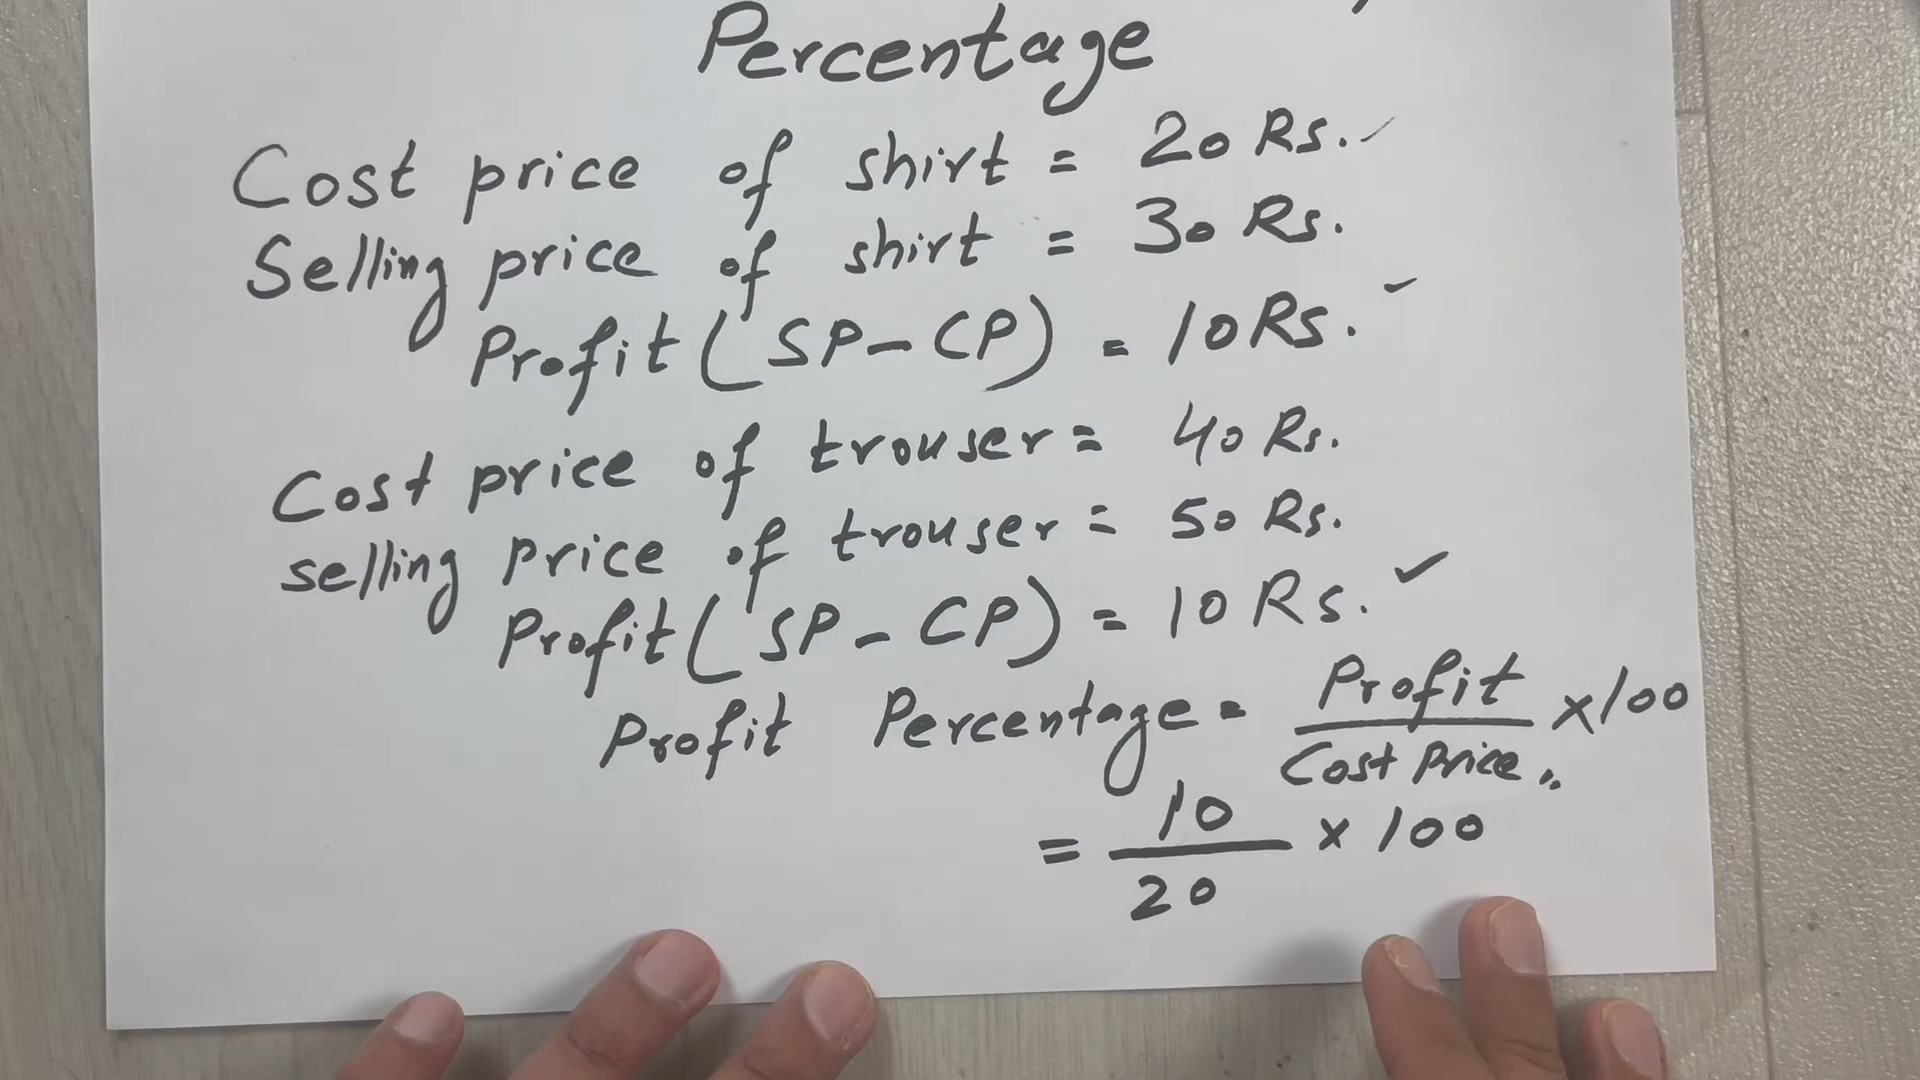 Percentage
Cost price of shirt = 20 Rs.
Selling price of shirt = 30 Rs.
Profit (SP-CP) = 10 Rs.
Cost price of trouser = 40 Rs.
selling price of trouser = 50 Rs.
Profit (SP-CP) = 10 Rs.
Profit Percentage = Profit / Cost Price × 100
= 10 / 20 × 100